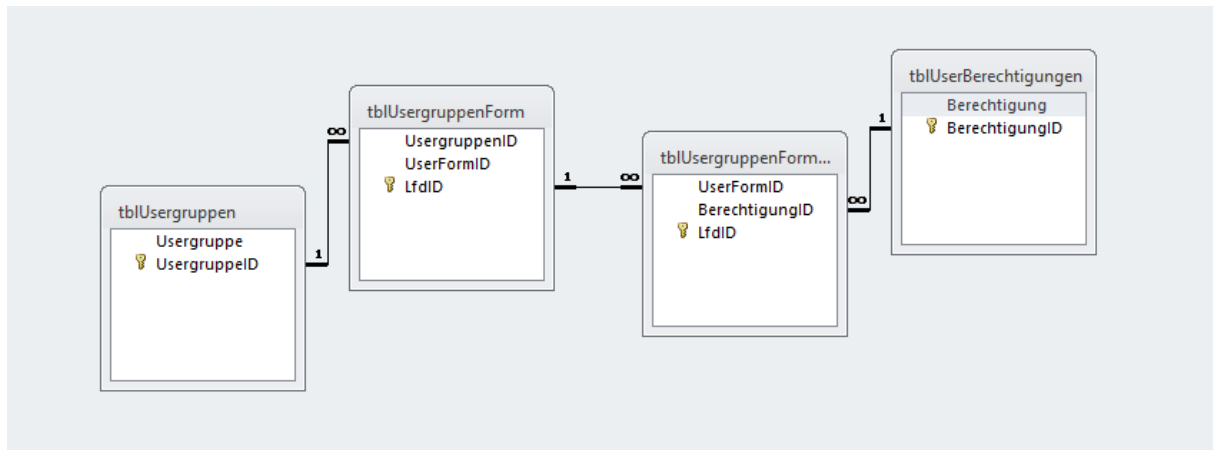 tblUsergruppen
Usergruppe
UsergruppeID
1
∞
tblUsergruppenForm
UsergruppenID
UserFormID
LfdID
1
∞
tblUsergruppenForm...
UserFormID
BerechtigungID
LfdID
∞
1
tblUserBerechtigungen
Berechtigung
BerechtigungID